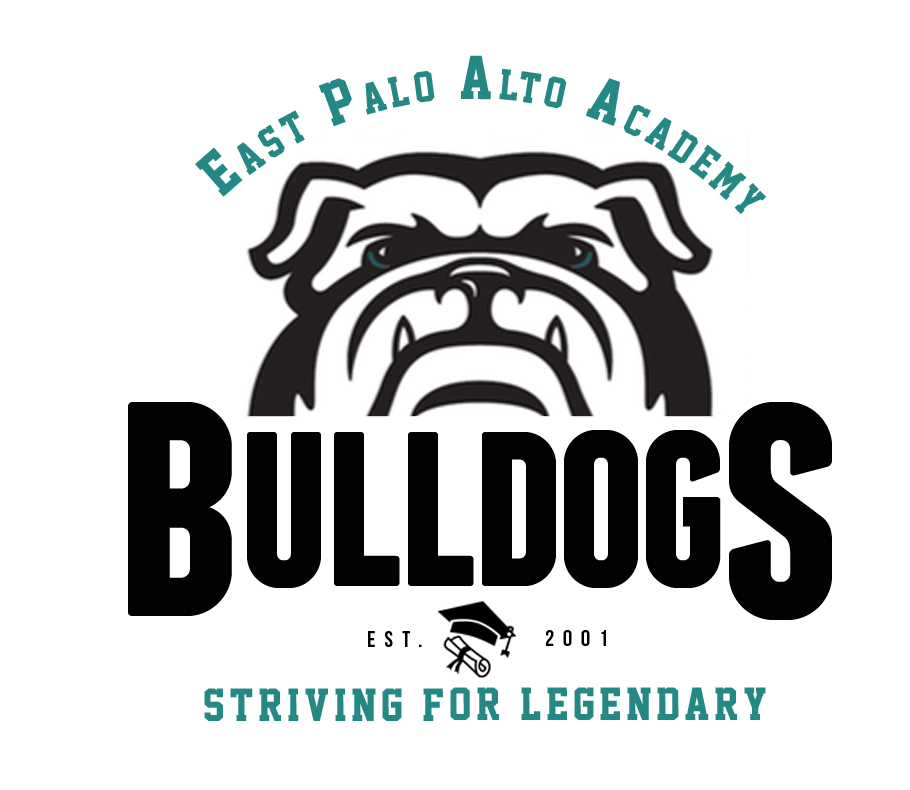 East Palo Alto Academy
BULLDOGS
EST. 2001
STRIVING FOR LEGENDARY